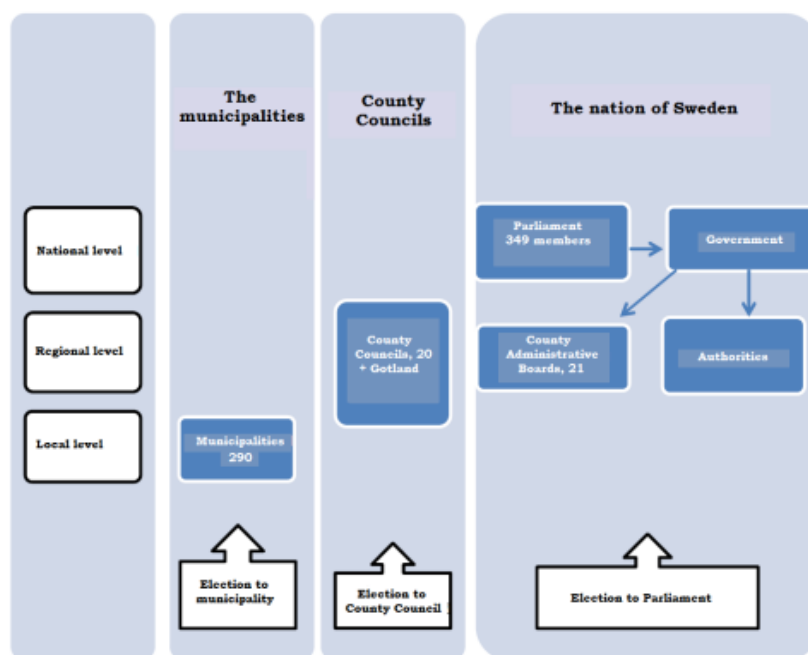 The
municipalities
County
Councils
The nation of Sweden
National level
Parliament
349 members
Government
Regional level
County
Councils, 20
+ Gotland
County
Administrative
Boards, 21
Authorities
Local level
Municipalities
290
Election to
municipality
Election to
County Council
Election to Parliament